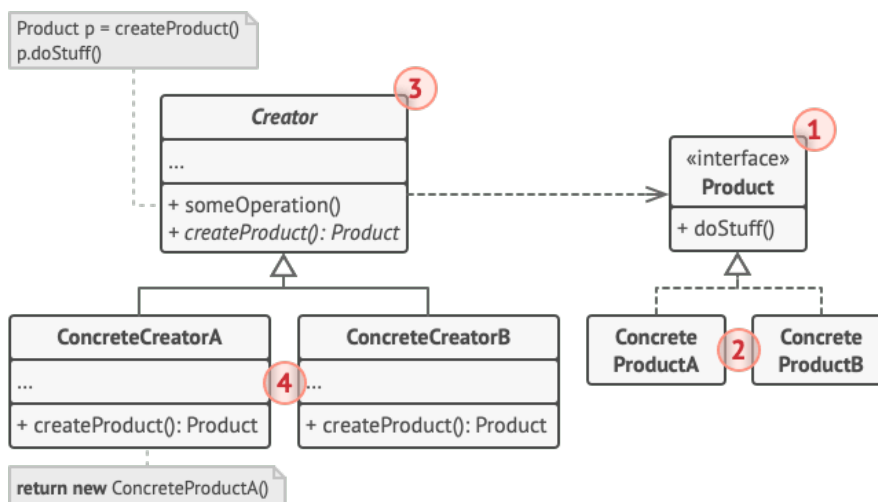 Product p = createProduct()
p.doStuff()
3
Creator
...
+ someOperation()
+ createProduct(): Product
1
«interface»
Product
+ doStuff()
ConcreteCreatorA
...
+ createProduct(): Product
4
ConcreteCreatorB
...
+ createProduct(): Product
Concrete
ProductA
2
Concrete
ProductB
return new ConcreteProductA()